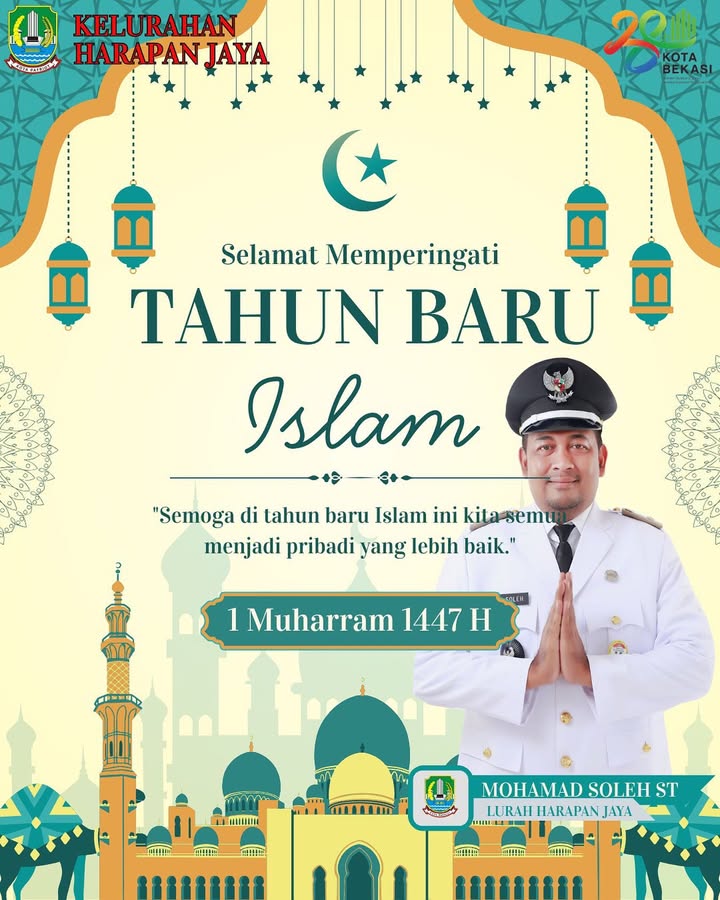 KELURAHAN
HARAPAN JAYA
28
KOTA
BEKASI
Selamat Memperingati
TAHUN BARU
Islam
"Semoga di tahun baru Islam ini kita semua
menjadi pribadi yang lebih baik."
SOLEH
1 Muharram 1447 H
MOHAMAD SOLEH ST
LURAH HARAPAN JAYA